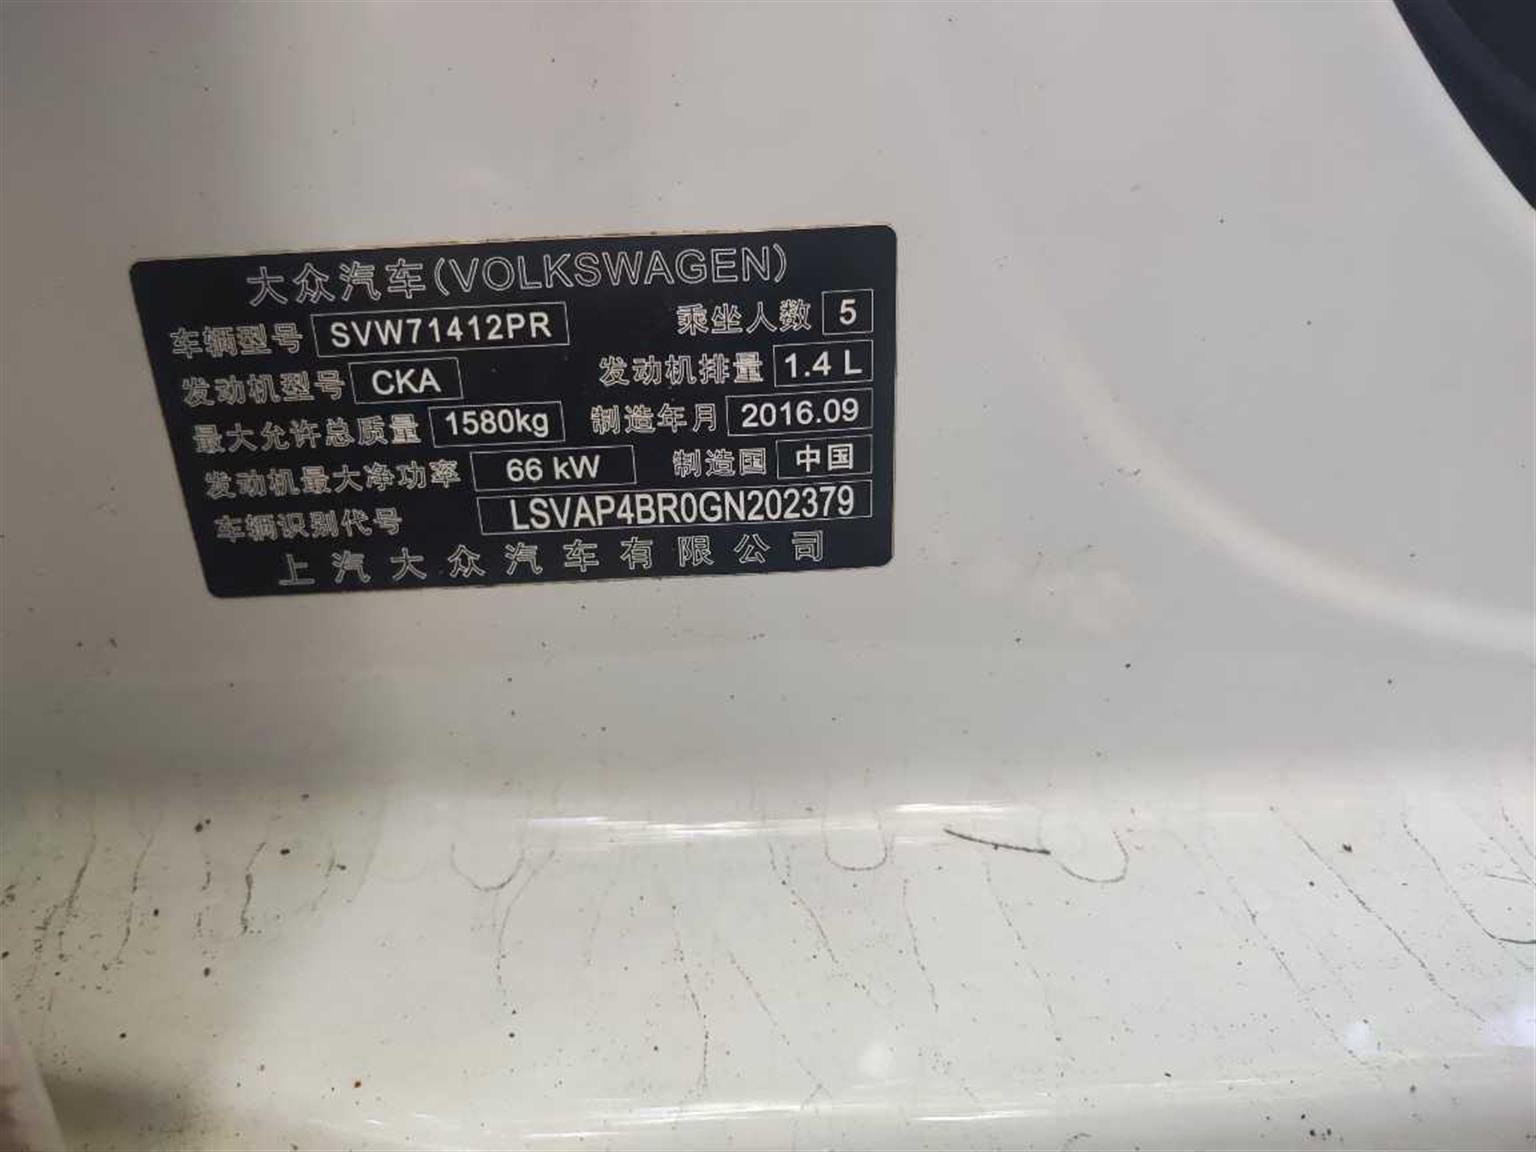 大众汽车(VOLKSWAGEN)
车辆型号 SVW71412PR 乘坐人数 5
发动机型号 CKA 发动机排量 1.4 L
最大允许总质量 1580kg 制造年月 2016.09
发动机最大净功率 66 kW 制造国 中国
车辆识别代号 LSVAP4BR0GN202379
上汽大众汽车有限公司